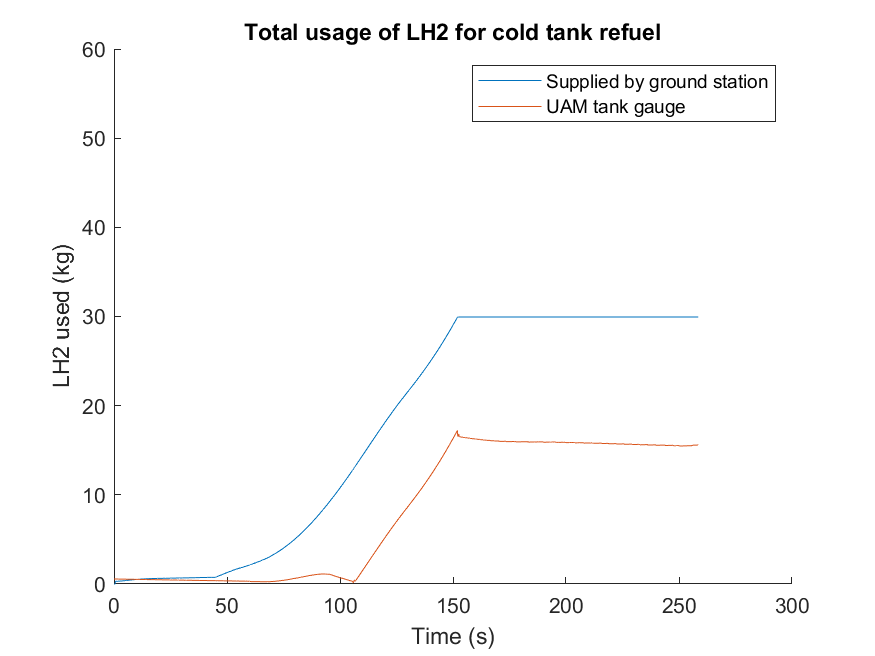 Total usage of LH2 for cold tank refuel
Supplied by ground station
UAM tank gauge
60
50
40
30
20
10
0
LH2 used (kg)
0 50 100 150 200 250 300
Time (s)